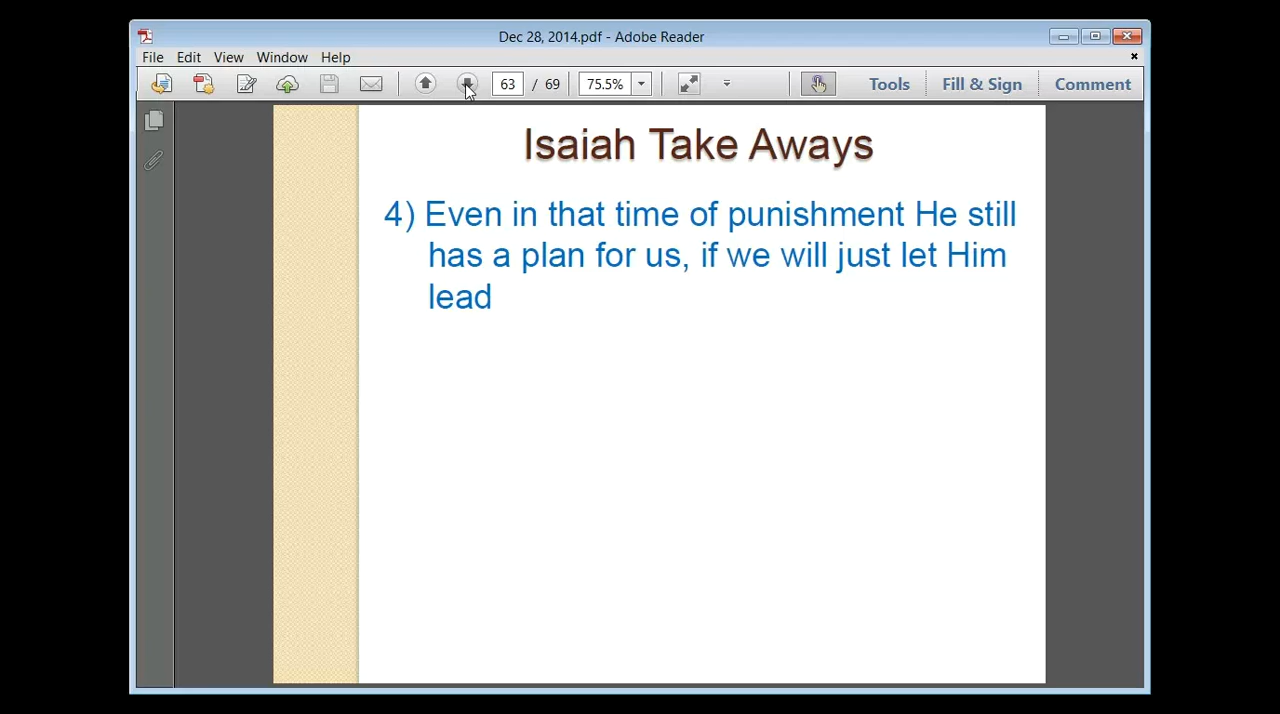 Dec 28, 2014.pdf - Adobe Reader
File Edit View Window Help
63 / 69 75.5% Tools Fill & Sign Comment
Isaiah Take Aways
4) Even in that time of punishment He still
has a plan for us, if we will just let Him
lead